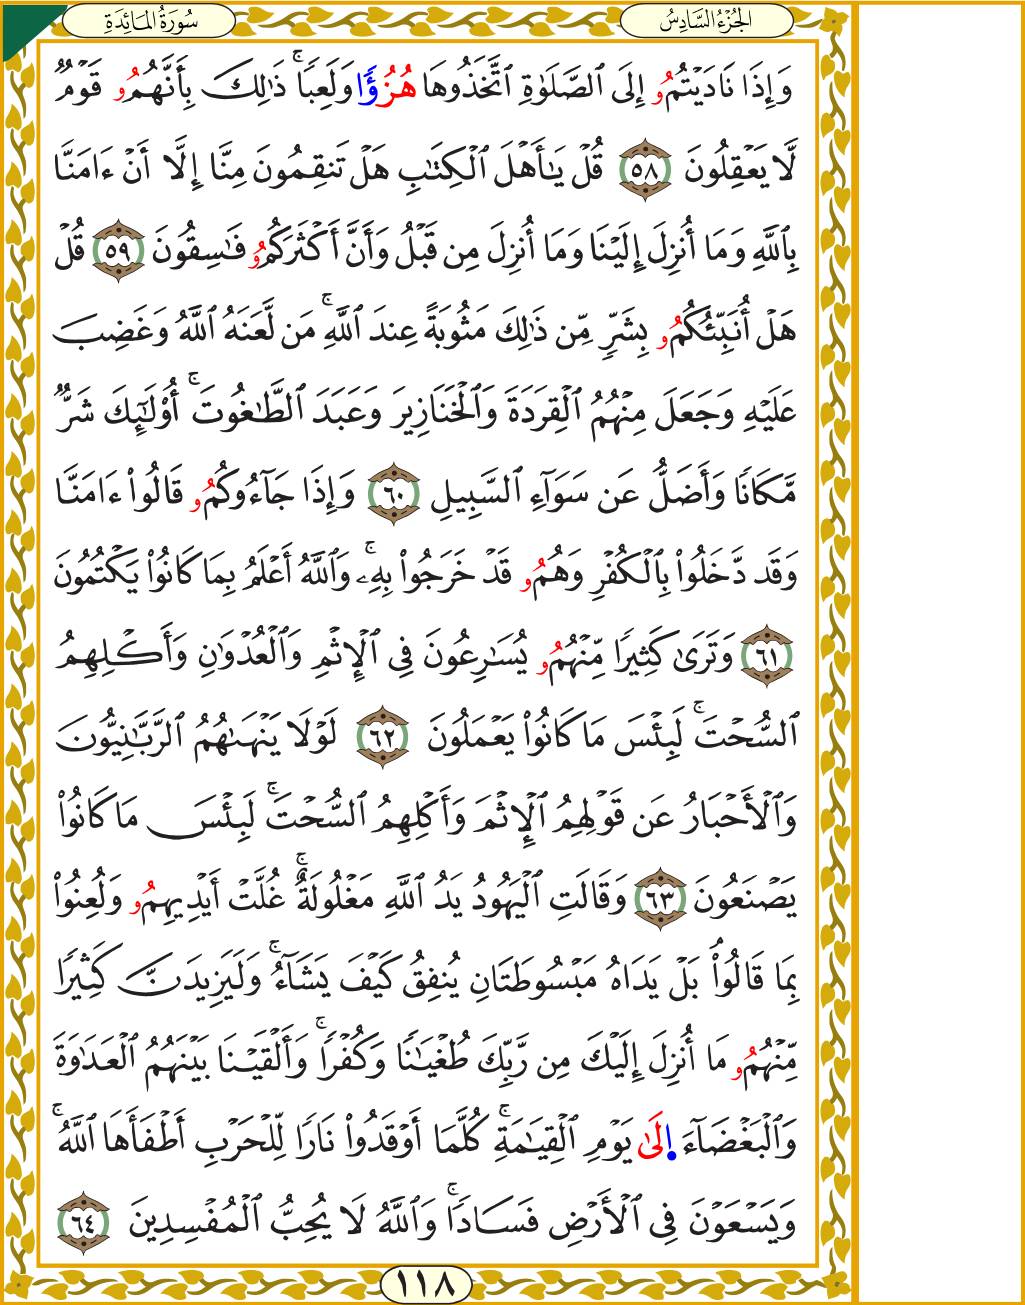 الجُزْءُ السَّادِسُ
سُورَةُ المَائِدَةِ
وَإِذَا نَادَيۡتُمُۥ إِلَى ٱلصَّلَوٰةِ ٱتَّخَذُوهَا هُزُؤٗا وَلَعِبٗاۚ ذَٰلِكَ بِأَنَّهُمُۥ قَوۡمٞ
لَّا يَعۡقِلُونَ ٥٨ قُلۡ يَٰٓأَهۡلَ ٱلۡكِتَٰبِ هَلۡ تَنقِمُونَ مِنَّا إِلَّا أَنۡ ءَامَنَّا
بِٱللَّهِ وَمَا أُنزِلَ إِلَيۡنَا وَمَا أُنزِلَ مِن قَبۡلُ وَأَنَّ أَكۡثَرَكُمُۥ فَٰسِقُونَ ٥٩ قُلۡ
هَلۡ أُنَبِّئُكُمُۥ بِشَرّٖ مِّن ذَٰلِكَ مَثُوبَةً عِندَ ٱللَّهِۚ مَن لَّعَنَهُ ٱللَّهُ وَغَضِبَ
عَلَيۡهِ وَجَعَلَ مِنۡهُمُ ٱلۡقِرَدَةَ وَٱلۡخَنَازِيرَ وَعَبَدَ ٱلطَّٰغُوتَۚ أُوْلَٰٓئِكَ شَرّٞ
مَّكَانٗا وَأَضَلُّ عَن سَوَآءِ ٱلسَّبِيلِ ٦٠ وَإِذَا جَآءُوكُمُۥ قَالُواْ ءَامَنَّا
وَقَد دَّخَلُواْ بِٱلۡكُفۡرِ وَهُمُۥ قَدۡ خَرَجُواْ بِهِۦۚ وَٱللَّهُ أَعۡلَمُ بِمَا كَانُواْ يَكۡتُمُونَ
٦١ وَتَرَىٰ كَثِيرٗا مِّنۡهُمُۥ يُسَٰرِعُونَ فِي ٱلۡإِثۡمِ وَٱلۡعُدۡوَٰنِ وَأَكۡلِهِمُ
ٱلسُّحۡتَۚ لَبِئۡسَ مَا كَانُواْ يَعۡمَلُونَ ٦٢ لَوۡلَا يَنۡهَىٰهُمُ ٱلرَّبَّٰنِيُّونَ
وَٱلۡأَحۡبَارُ عَن قَوۡلِهِمُ ٱلۡإِثۡمَ وَأَكۡلِهِمُ ٱلسُّحۡتَۚ لَبِئۡسَ مَا كَانُواْ
يَصۡنَعُونَ ٦٣ وَقَالَتِ ٱلۡيَهُودُ يَدُ ٱللَّهِ مَغۡلُولَةٌۚ غُلَّتۡ أَيۡدِيهِمُۥ وَلُعِنُواْ
بِمَا قَالُواْۘ بَلۡ يَدَاهُ مَبۡسُوطَتَانِ يُنفِقُ كَيۡفَ يَشَآءُۚ وَلَيَزِيدَنَّ كَثِيرٗا
مِّنۡهُمُۥ مَا أُنزِلَ إِلَيۡكَ مِن رَّبِّكَ طُغۡيَٰنٗا وَكُفۡرٗاۚ وَأَلۡقَيۡنَا بَيۡنَهُمُ ٱلۡعَدَٰوَةَ
وَٱلۡبَغۡضَآءَ اِ۬لَىٰ يَوۡمِ ٱلۡقِيَٰمَةِۚ كُلَّمَا أَوۡقَدُواْ نَارٗا لِّلۡحَرۡبِ أَطۡفَأَهَا ٱللَّهُۚ
وَيَسۡعَوۡنَ فِي ٱلۡأَرۡضِ فَسَادٗاۚ وَٱللَّهُ لَا يُحِبُّ ٱلۡمُفۡسِدِينَ ٦٤
١١٨